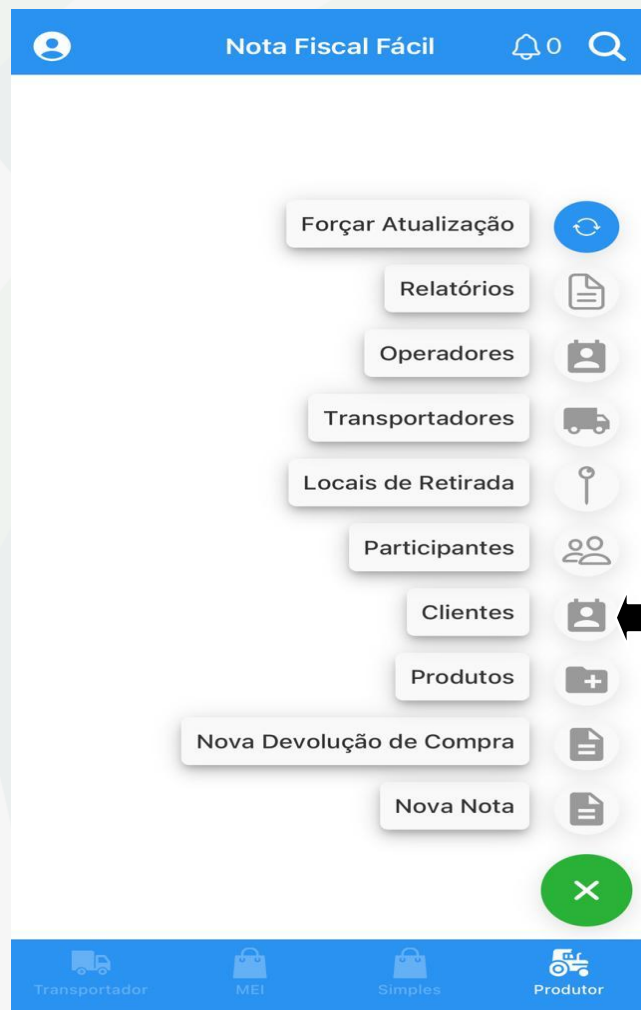 Nota Fiscal Fácil
0
Forçar Atualização
Relatórios
Operadores
Transportadores
Locais de Retirada
Participantes
Clientes
Produtos
Nova Devolução de Compra
Nova Nota
Transportador
MEI
Simples
Produtor